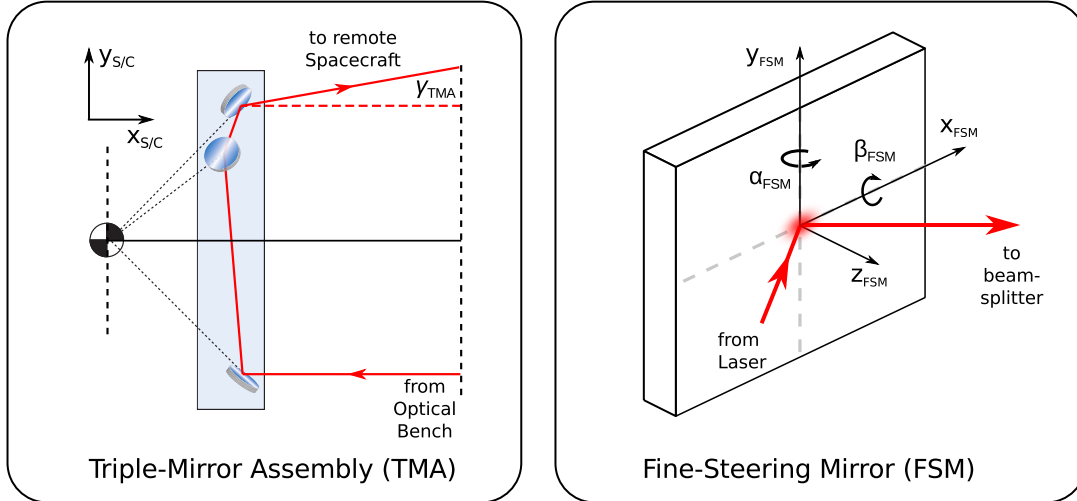 y_S/C
x_S/C
to remote
Spacecraft
γ_TMA
from
Optical
Bench
Triple-Mirror Assembly (TMA)
y_FSM
x_FSM
β_FSM
α_FSM
z_FSM
to
beam-
splitter
from
Laser
Fine-Steering Mirror (FSM)